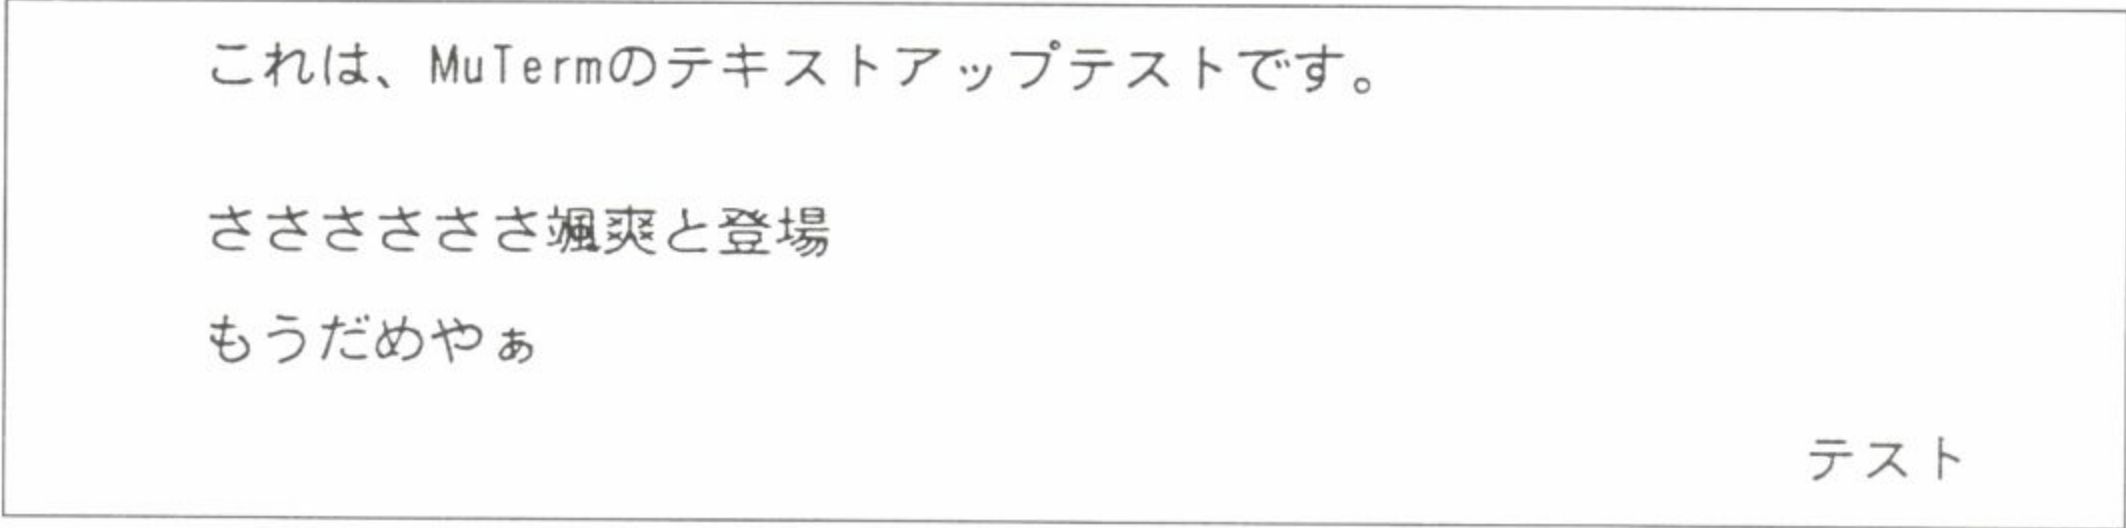 これは、MuTermのテキストアップテストです。
ささささささ颯爽と登場
もうだめやぁ
テスト